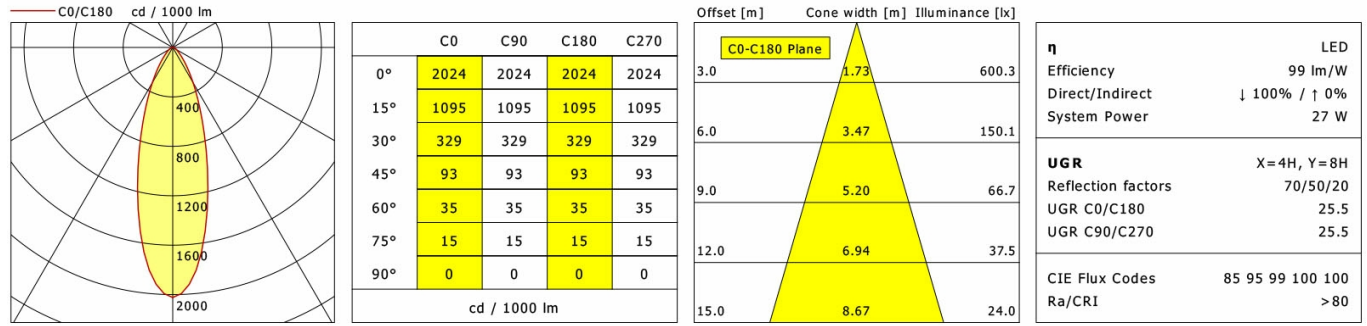 C0/C180 cd / 1000 lm
400
800
1200
1600
2000
C0 C90 C180 C270
0° 2024 2024 2024 2024
15° 1095 1095 1095 1095
30° 329 329 329 329
45° 93 93 93 93
60° 35 35 35 35
75° 15 15 15 15
90° 0 0 0 0
cd / 1000 lm
Offset [m] Cone width [m] Illuminance [lx]
C0-C180 Plane
3.0 1.73 600.3
6.0 3.47 150.1
9.0 5.20 66.7
12.0 6.94 37.5
15.0 8.67 24.0
η LED
Efficiency 99 lm/W
Direct/Indirect ↓ 100% / ↑ 0%
System Power 27 W
UGR X=4H, Y=8H
Reflection factors 70/50/20
UGR C0/C180 25.5
UGR C90/C270 25.5
CIE Flux Codes 85 95 99 100 100
Ra/CRI >80